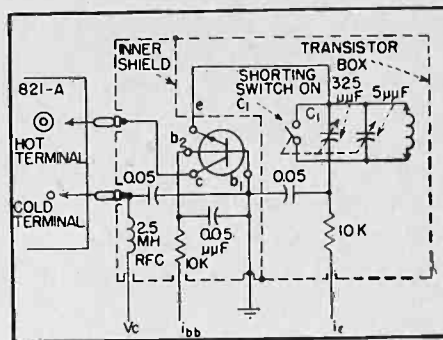 INNER
SHIELD
TRANSISTOR
BOX
SHORTING
SWITCH ON
C₁
325
μμF
5μμF
821-A
HOT
TERMINAL
COLD
TERMINAL
e
b₂
c
b₁
C₁
0.05
0.05
0.05
μμF
2.5
MH
RFC
10K
10K
Vc
ibb
iε